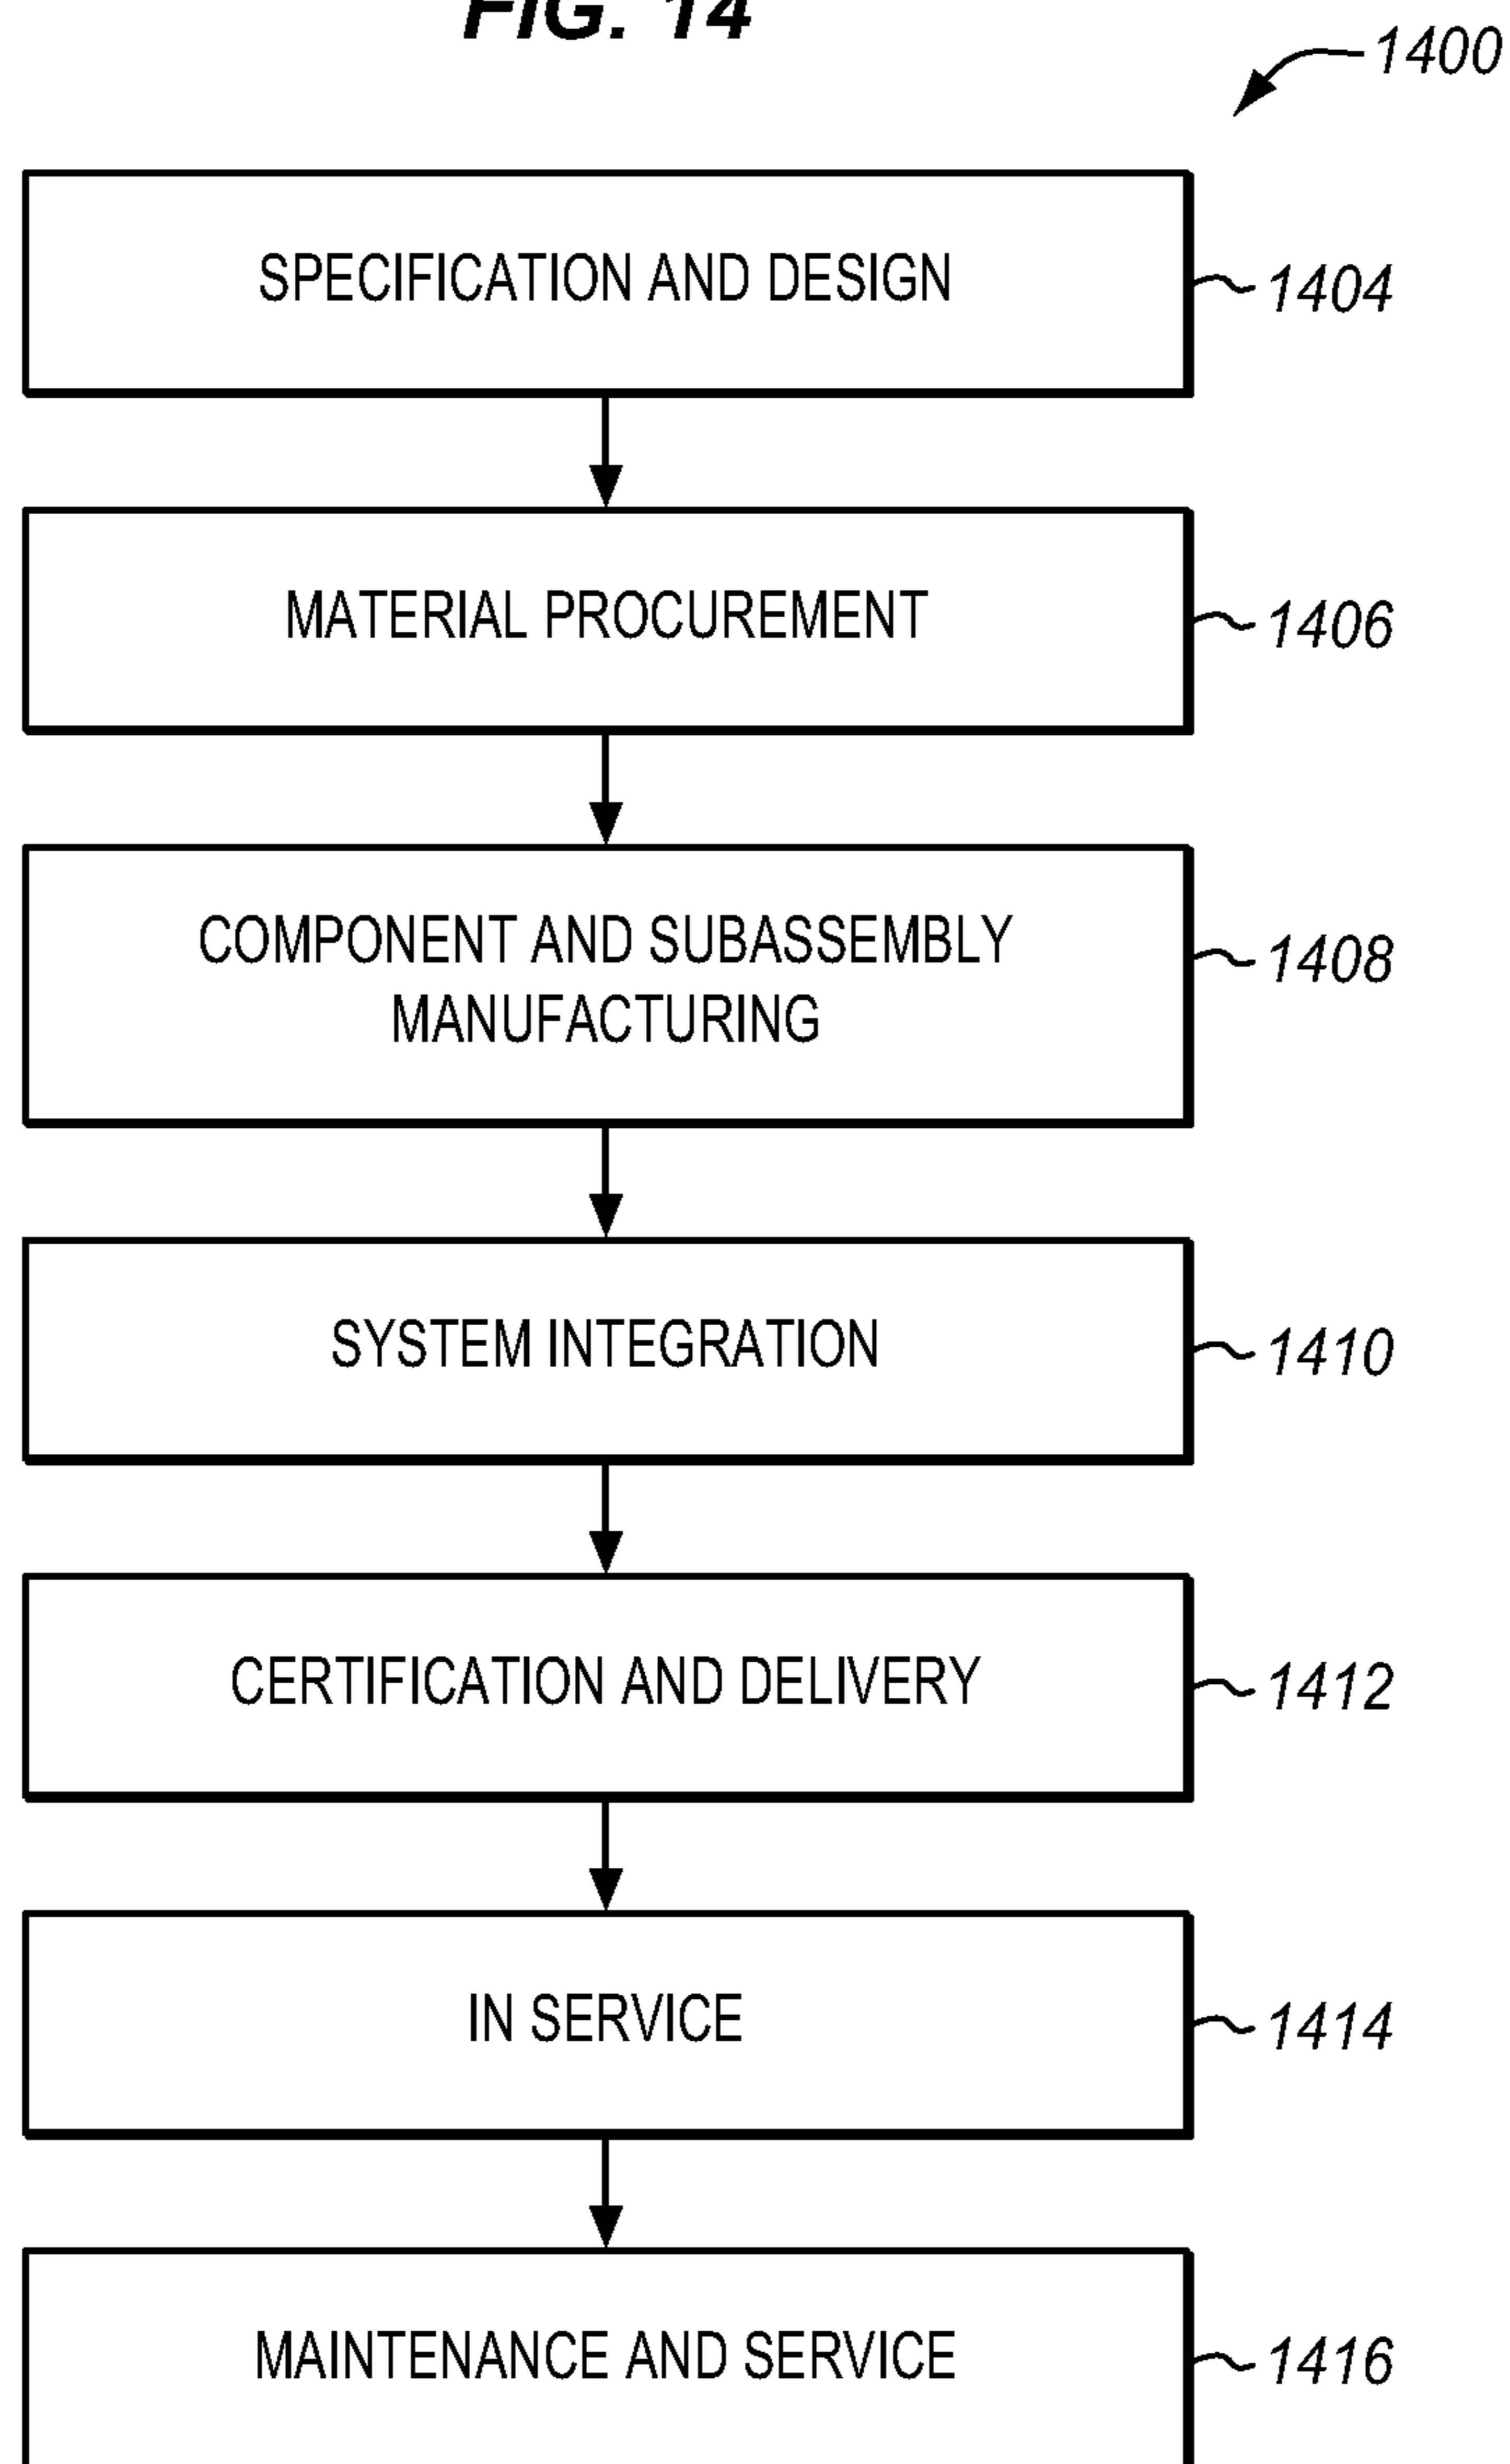 FIG. 14
1400
SPECIFICATION AND DESIGN
1404
MATERIAL PROCUREMENT
1406
COMPONENT AND SUBASSEMBLY
MANUFACTURING
1408
SYSTEM INTEGRATION
1410
CERTIFICATION AND DELIVERY
1412
IN SERVICE
1414
MAINTENANCE AND SERVICE
1416